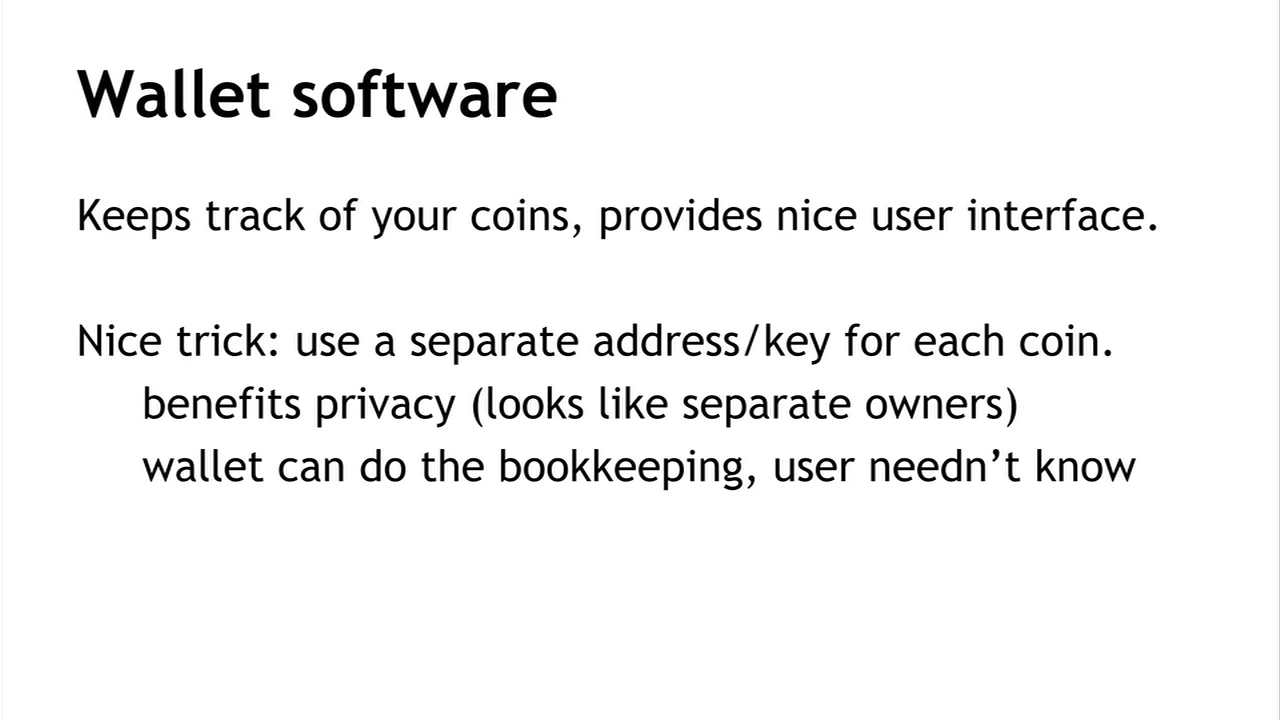 Wallet software
Keeps track of your coins, provides nice user interface.
Nice trick: use a separate address/key for each coin.
benefits privacy (looks like separate owners)
wallet can do the bookkeeping, user needn’t know